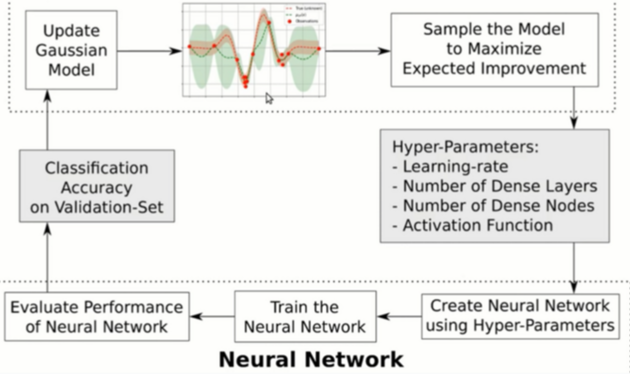 Update
Gaussian
Model
Sample the Model
to Maximize
Expected Improvement
Classification
Accuracy
on Validation-Set
Hyper-Parameters:
- Learning-rate
- Number of Dense Layers
- Number of Dense Nodes
- Activation Function
Evaluate Performance
of Neural Network
Train the
Neural Network
Create Neural Network
using Hyper-Parameters
Neural Network